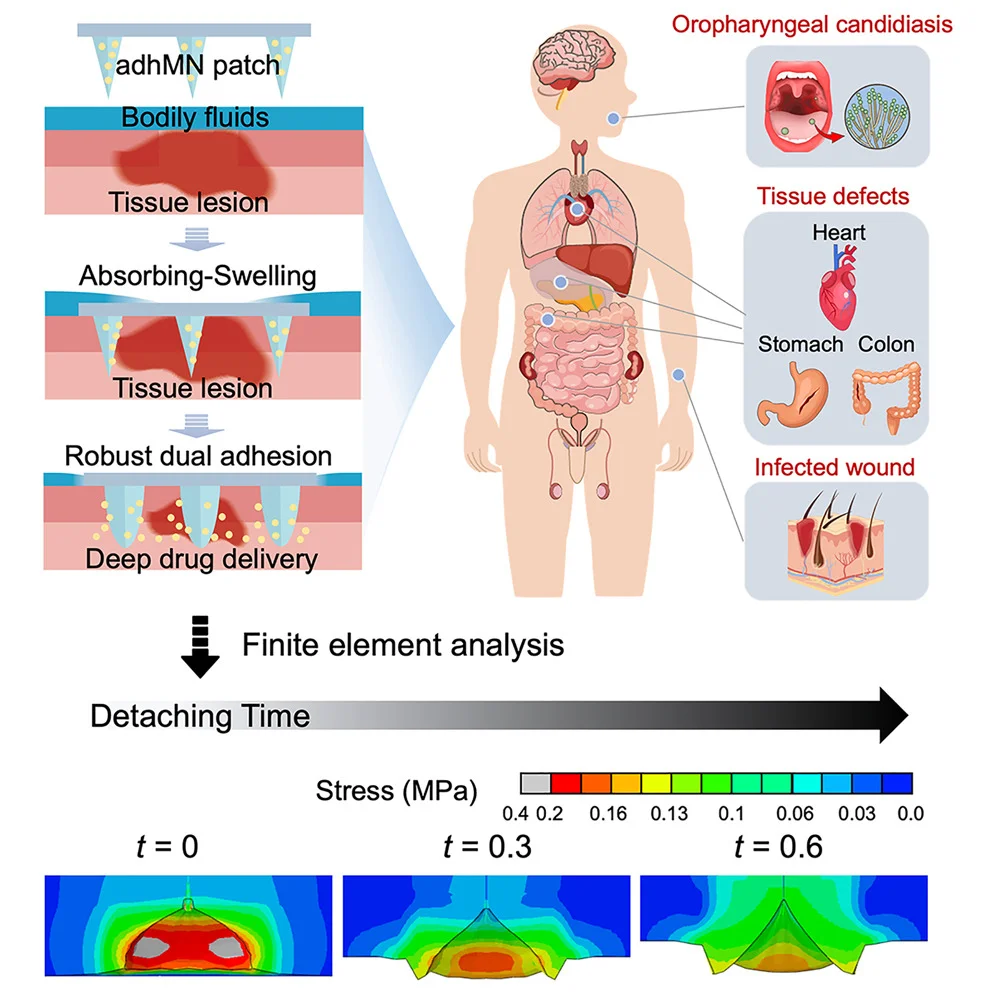 adhMN patch
Bodily fluids
Tissue lesion
Absorbing-Swelling
Tissue lesion
Robust dual adhesion
Deep drug delivery
Oropharyngeal candidiasis
Tissue defects
Heart
Stomach Colon
Infected wound
Finite element analysis
Detaching Time
Stress (MPa)
0.4 0.2 0.16 0.13 0.1 0.06 0.03 0.0
t = 0 t = 0.3 t = 0.6